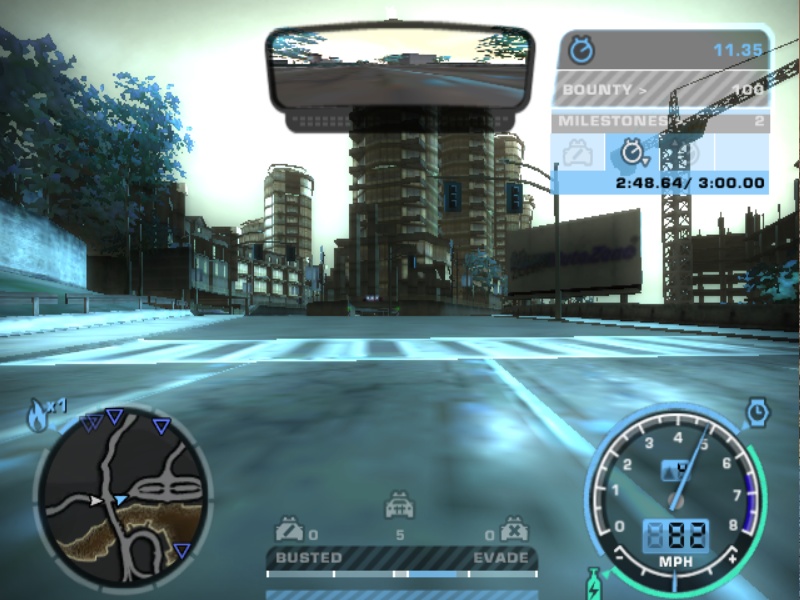 11.35
BOUNTY > 100
MILESTONES > 2
2:48.64/ 3:00.00
x1
0 1 2 3 4 5 6 7 8
4
82
MPH
0 5 0
BUSTED EVADE